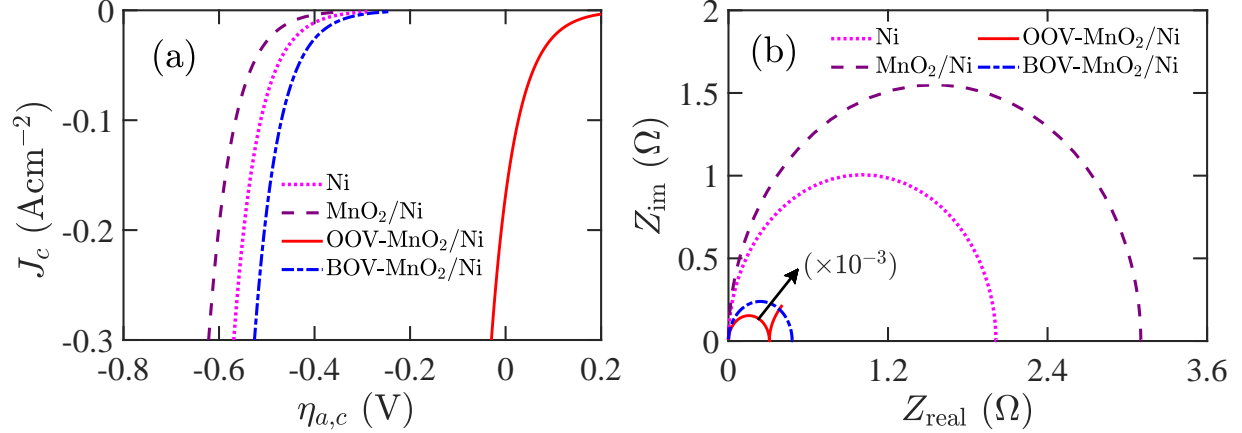 (a)
0
-0.1
-0.2
-0.3
J_c (Acm⁻²)
Ni
MnO₂/Ni
OOV-MnO₂/Ni
BOV-MnO₂/Ni
-0.8 -0.6 -0.4 -0.2 0 0.2
η_{a,c} (V)
(b)
2
1.5
1
0.5
0
Z_im (Ω)
Ni OOV-MnO₂/Ni
MnO₂/Ni BOV-MnO₂/Ni
(×10⁻³)
0 1.2 2.4 3.6
Z_real (Ω)